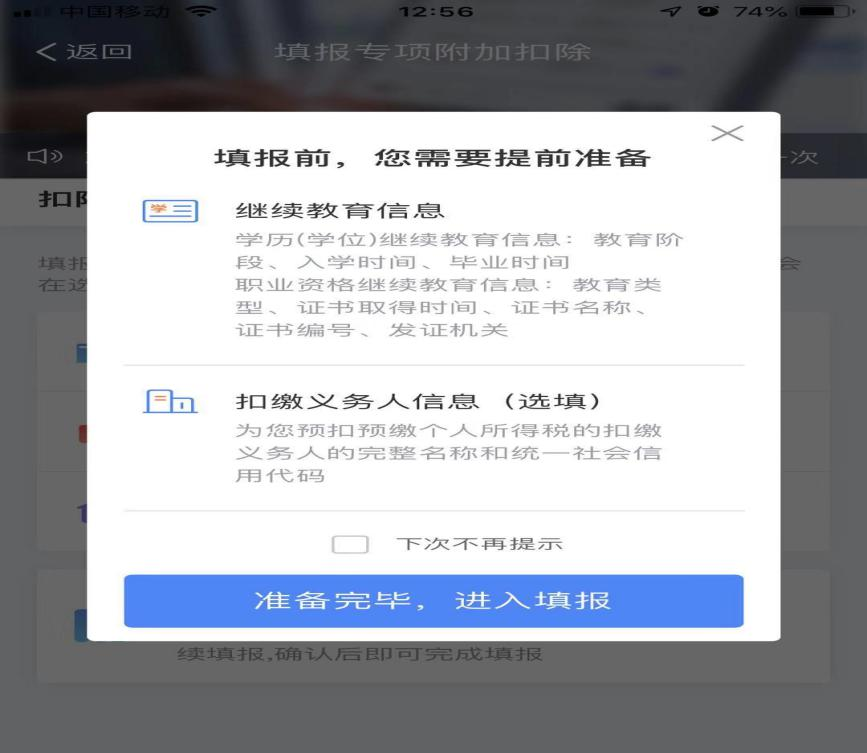 中国移动 12:56 74%
返回 填报专项附加扣除
次
填报前，您需要提前准备
扣
学
继续教育信息
学历(学位)继续教育信息：教育阶
段、入学时间、毕业时间
职业资格继续教育信息：教育类
型、证书取得时间、证书名称、
证书编号、发证机关
填报 会
在选
扣缴义务人信息（选填）
为您预扣预缴个人所得税的扣缴
义务人的完整名称和统一社会信
用代码
下次不再提示
准备完毕，进入填报
续填报,确认后即可完成填报